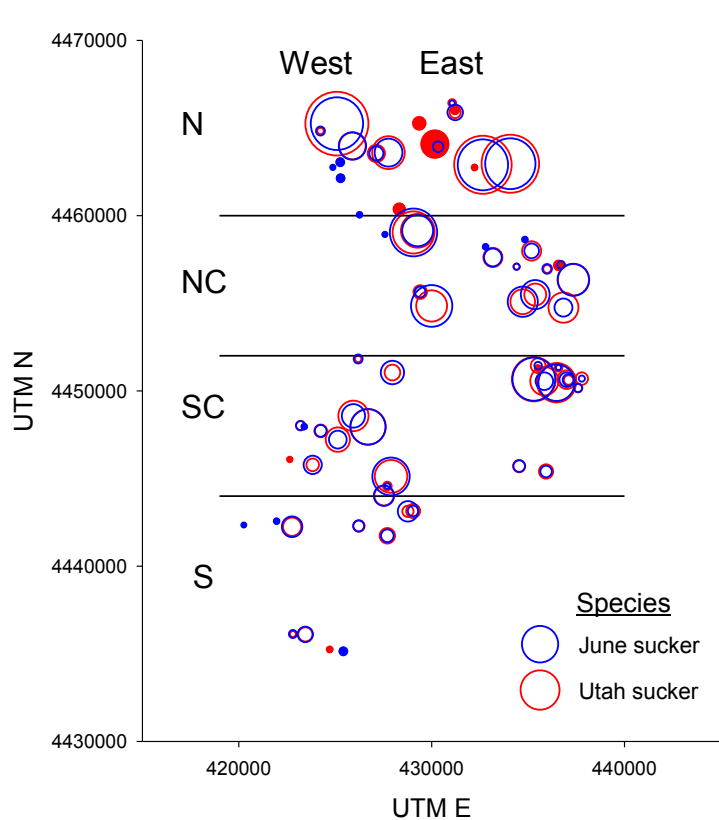 4470000
West East
N
4460000
NC
UTM N
4450000
SC
4440000
S
Species
June sucker
Utah sucker
4430000
420000 430000 440000
UTM E